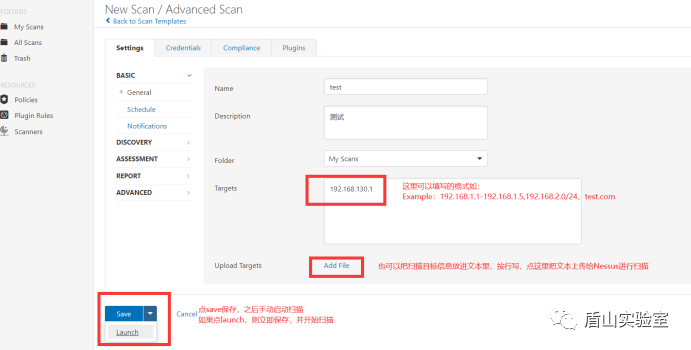 FOLDERS
My Scans
All Scans
Trash
RESOURCES
Policies
Plugin Rules
Scanners
New Scan / Advanced Scan
Back to Scan Templates
Settings
Credentials
Compliance
Plugins
BASIC
General
Schedule
Notifications
DISCOVERY
ASSESSMENT
REPORT
ADVANCED
Name
test
Description
测试
Folder
My Scans
Targets
192.168.130.1
这里可以填写的格式如：
Example：192.168.1.1-192.168.1.5,192.168.2.0/24、test.com
Upload Targets
Add File
也可以把扫描目标信息放进文本里，按行写，点这里把文本上传给Nessus进行扫描
Save
Cancel
Launch
点save保存，之后手动启动扫描
如果点launch，则立即保存，并开始扫描
盾山实验室